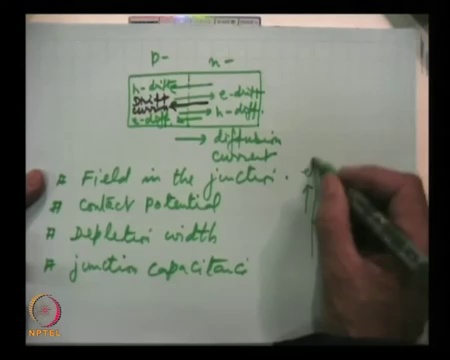 p- n-
h-drift
Drift e-drift
current h-diff.
e-diff.
→ diffusion
current
# Field in the junction.
# contact potential
# Depletion width
# junction capacitance
NPTEL